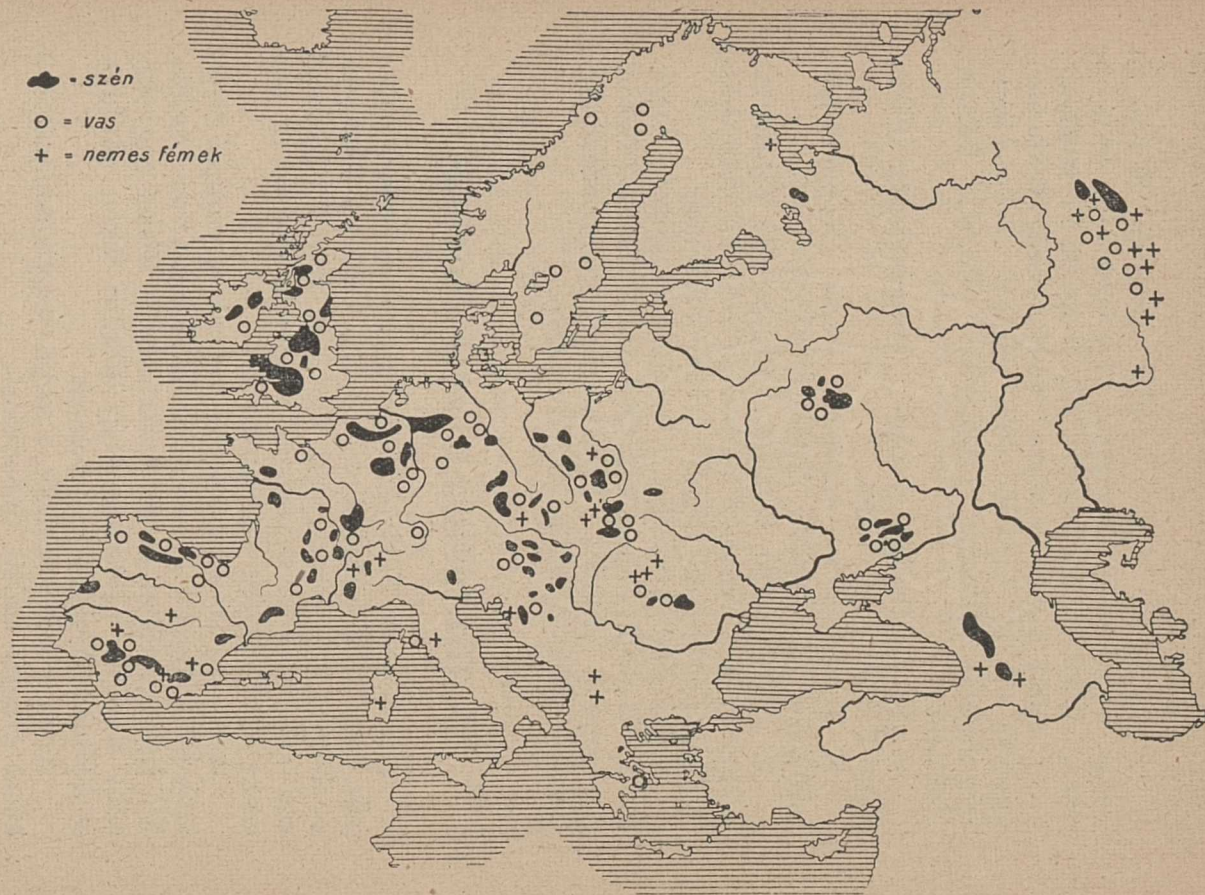 - szén
= vas
= nemes fémek